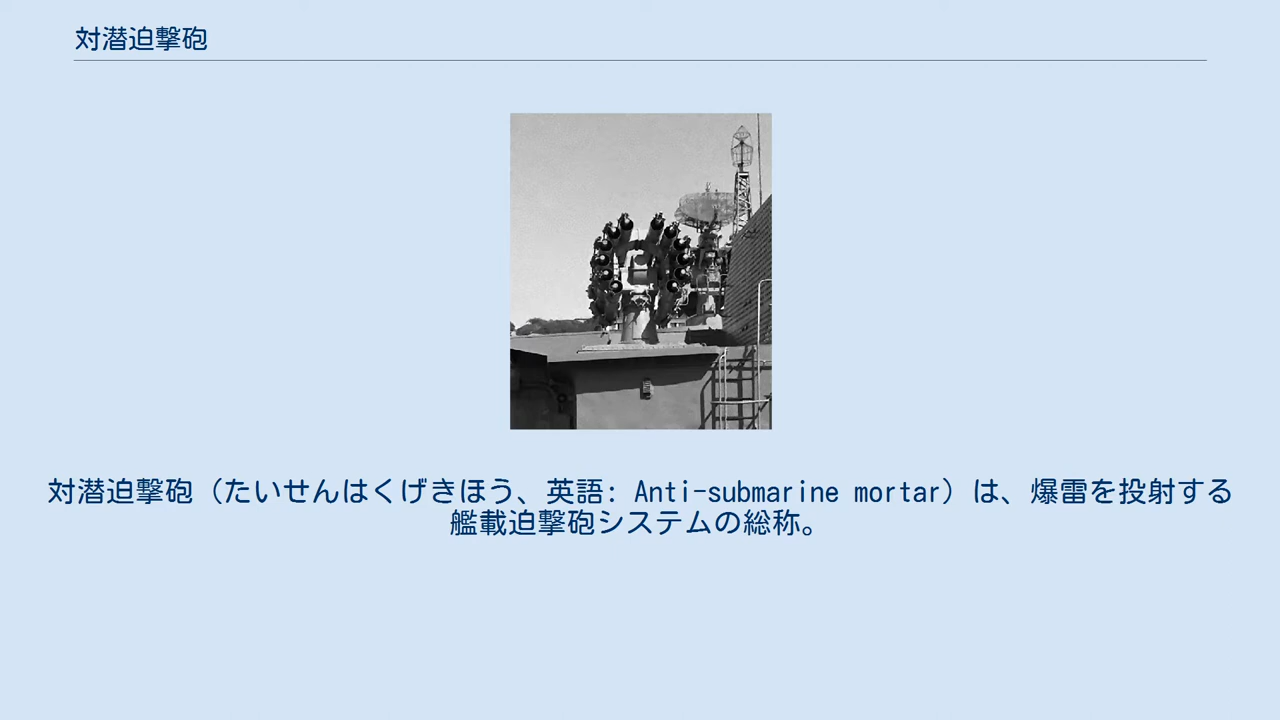 対潜迫撃砲
対潜迫撃砲（たいせんはくげきほう、英語: Anti-submarine mortar）は、爆雷を投射する
艦載迫撃砲システムの総称。